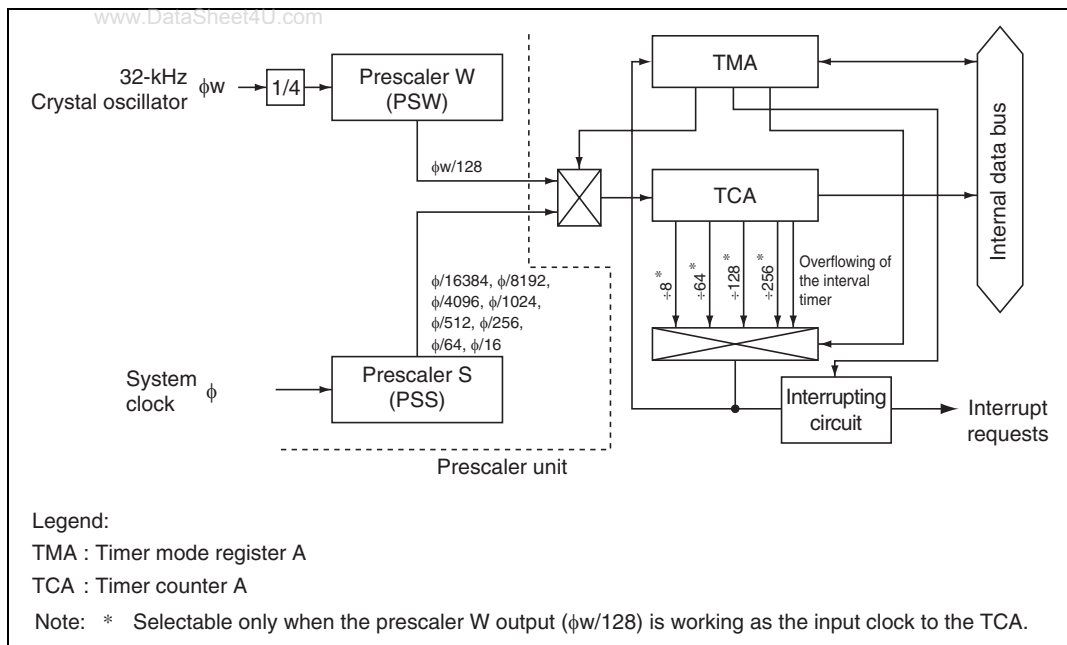 www.DataSheet4U.com
32-kHz
Crystal oscillator ϕw
1/4
Prescaler W
(PSW)
TMA
Internal data bus
ϕw/128
TCA
÷8*
÷64*
÷128*
÷256*
Overflowing of
the interval
timer
ϕ/16384, ϕ/8192,
ϕ/4096, ϕ/1024,
ϕ/512, ϕ/256,
ϕ/64, ϕ/16
System
clock ϕ
Prescaler S
(PSS)
Interrupting
circuit
Interrupt
requests
Prescaler unit
Legend:
TMA : Timer mode register A
TCA : Timer counter A
Note: * Selectable only when the prescaler W output (ϕw/128) is working as the input clock to the TCA.